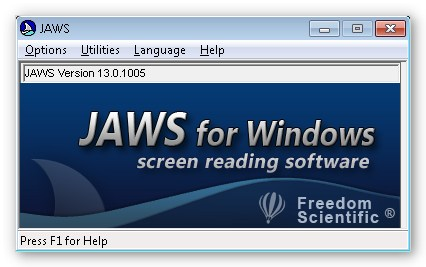 JAWS
Options Utilities Language Help
JAWS Version 13.0.1005
JAWS for Windows
screen reading software
Freedom
Scientific ®
Press F1 for Help